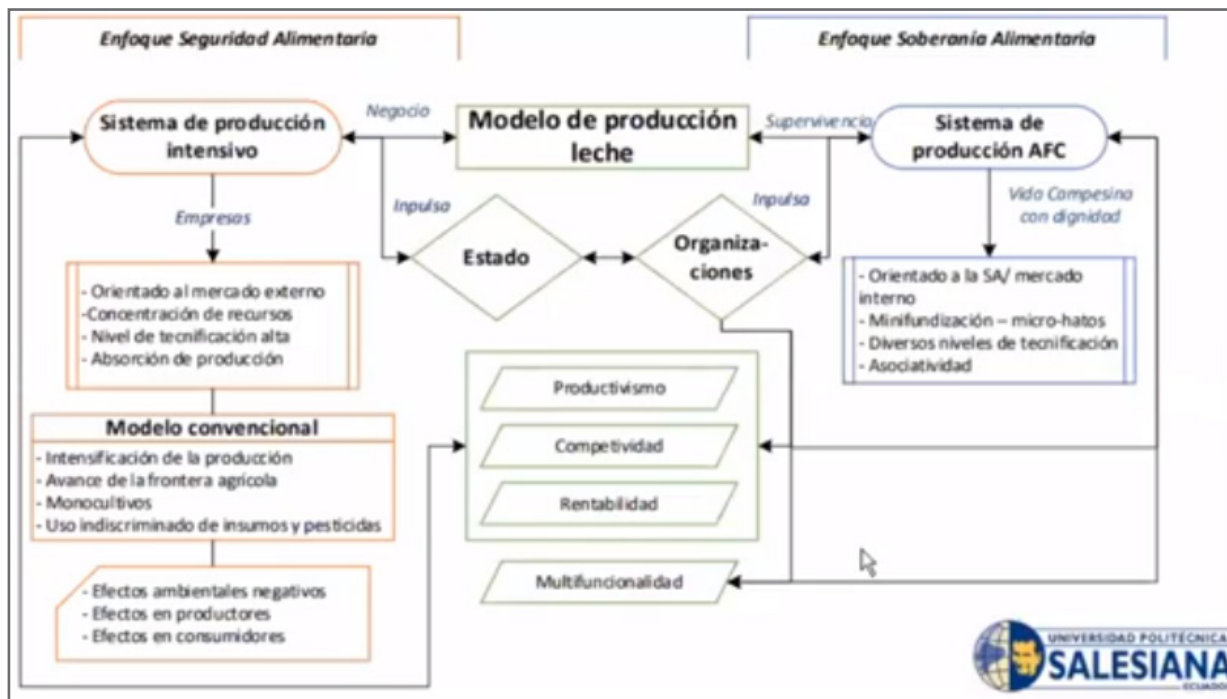 Enfoque Seguridad Alimentaria
Enfoque Soberanía Alimentaria
Sistema de producción
intensivo
Negocio
Modelo de producción
leche
Supervivencia
Sistema de
producción AFC
Empresas
Inpulsa
Estado
Organiza-
ciones
Inpulsa
Vida Campesina
con dignidad
- Orientado al mercado externo
-Concentración de recursos
- Nivel de tecnificación alta
- Absorción de producción
- Orientado a la SA/ mercado
interno
- Minifundización – micro-hatos
- Diversos niveles de tecnificación
- Asociatividad
Modelo convencional
- Intensificación de la producción
- Avance de la frontera agrícola
- Monocultivos
- Uso indiscriminado de insumos y pesticidas
- Efectos ambientales negativos
- Efectos en productores
- Efectos en consumidores
Productivismo
Competividad
Rentabilidad
Multifuncionalidad
UNIVERSIDAD POLITÉCNICA
SALESIANA
ECUADOR